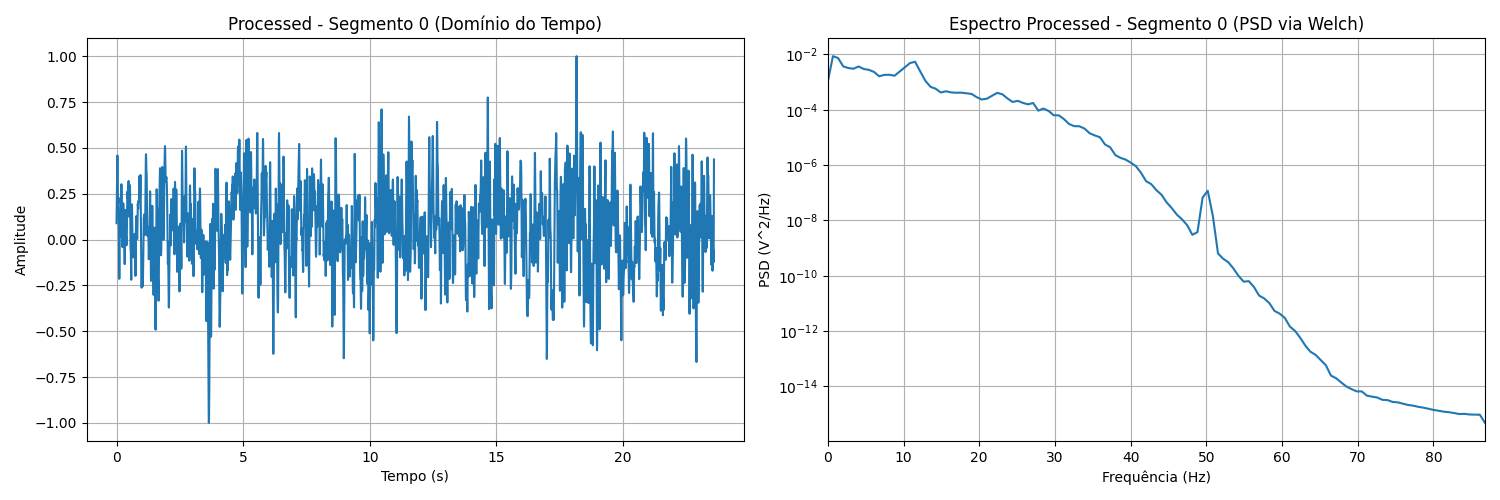 Processed - Segmento 0 (Domínio do Tempo)
1.00
0.75
0.50
0.25
0.00
−0.25
−0.50
−0.75
−1.00
Amplitude
0 5 10 15 20
Tempo (s)
Espectro Processed - Segmento 0 (PSD via Welch)
10⁻²
10⁻⁴
10⁻⁶
10⁻⁸
10⁻¹⁰
10⁻¹²
10⁻¹⁴
PSD (V^2/Hz)
0 10 20 30 40 50 60 70 80
Frequência (Hz)